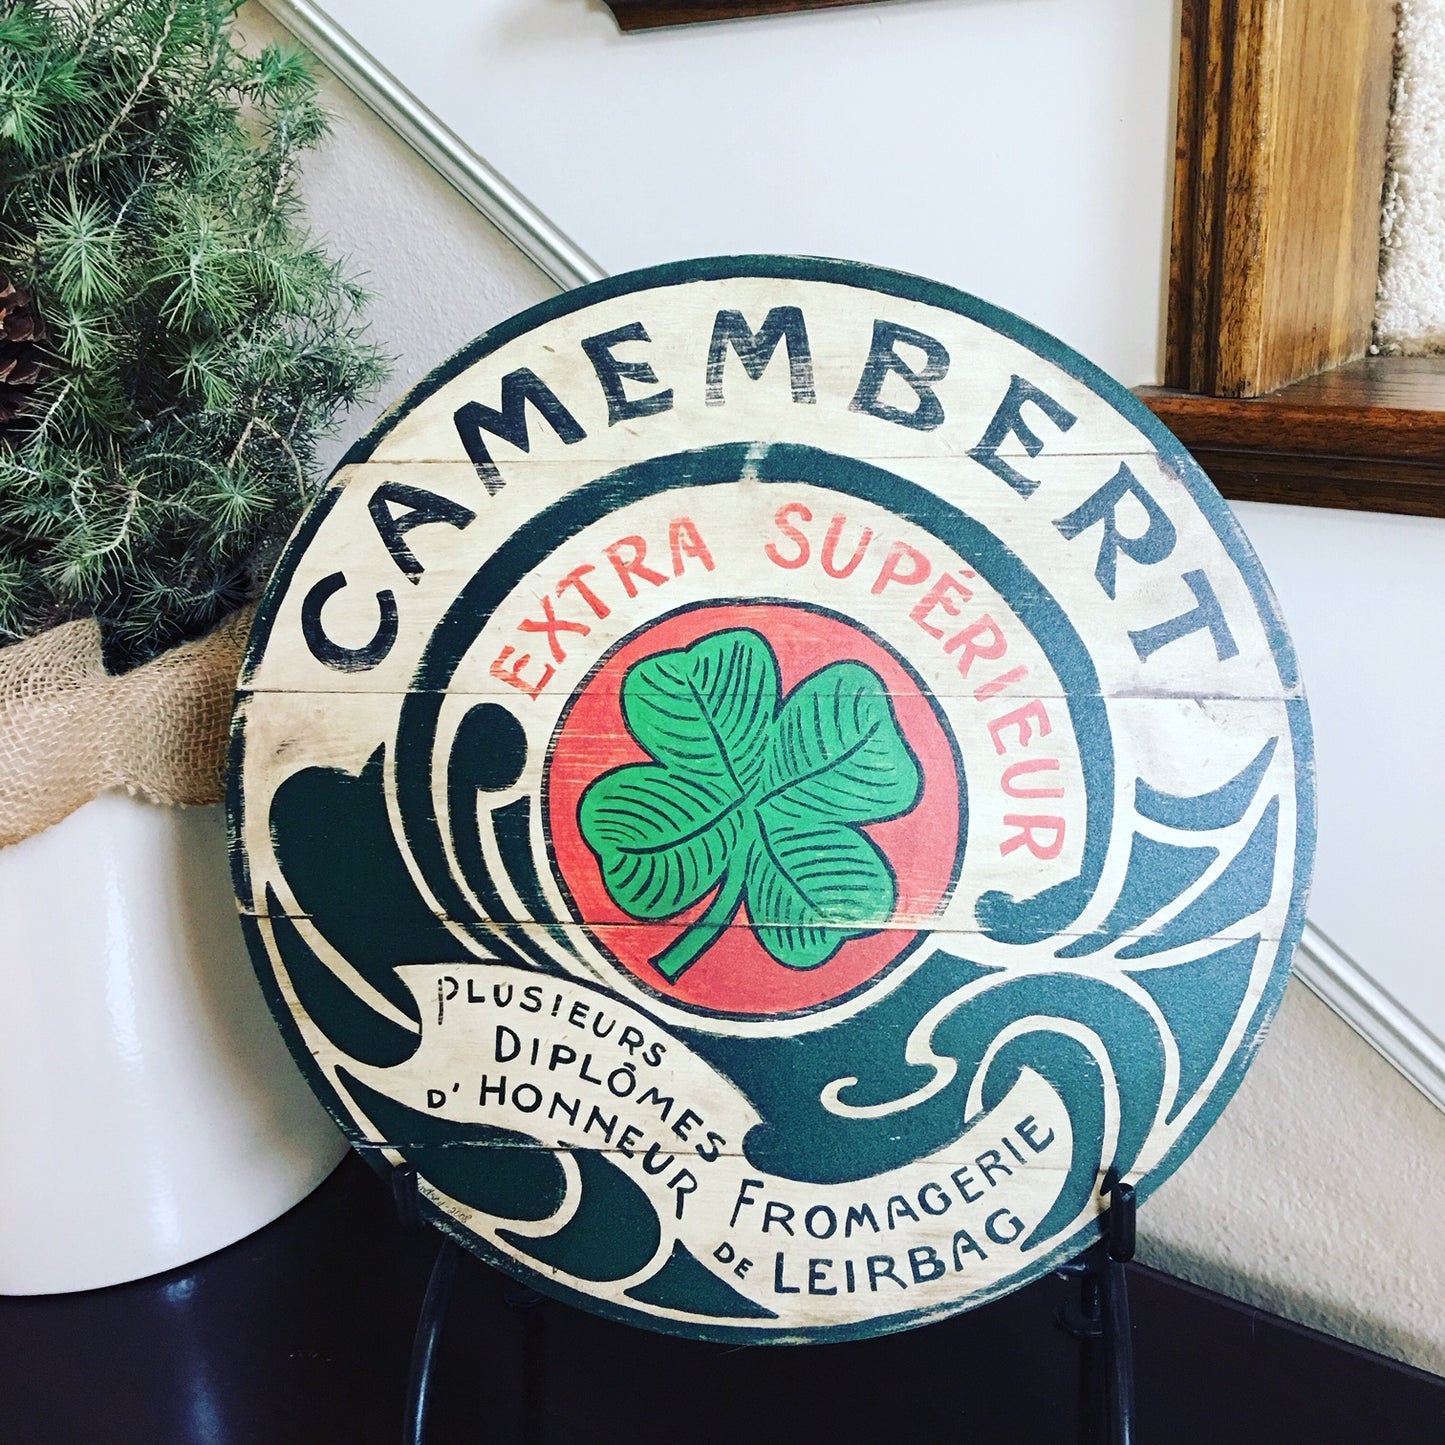 CAMEMBERT
EXTRA SUPÉRIEUR
PLUSIEURS
DIPLÔMES
D'HONNEUR
FROMAGERIE
DE LEIRBAG